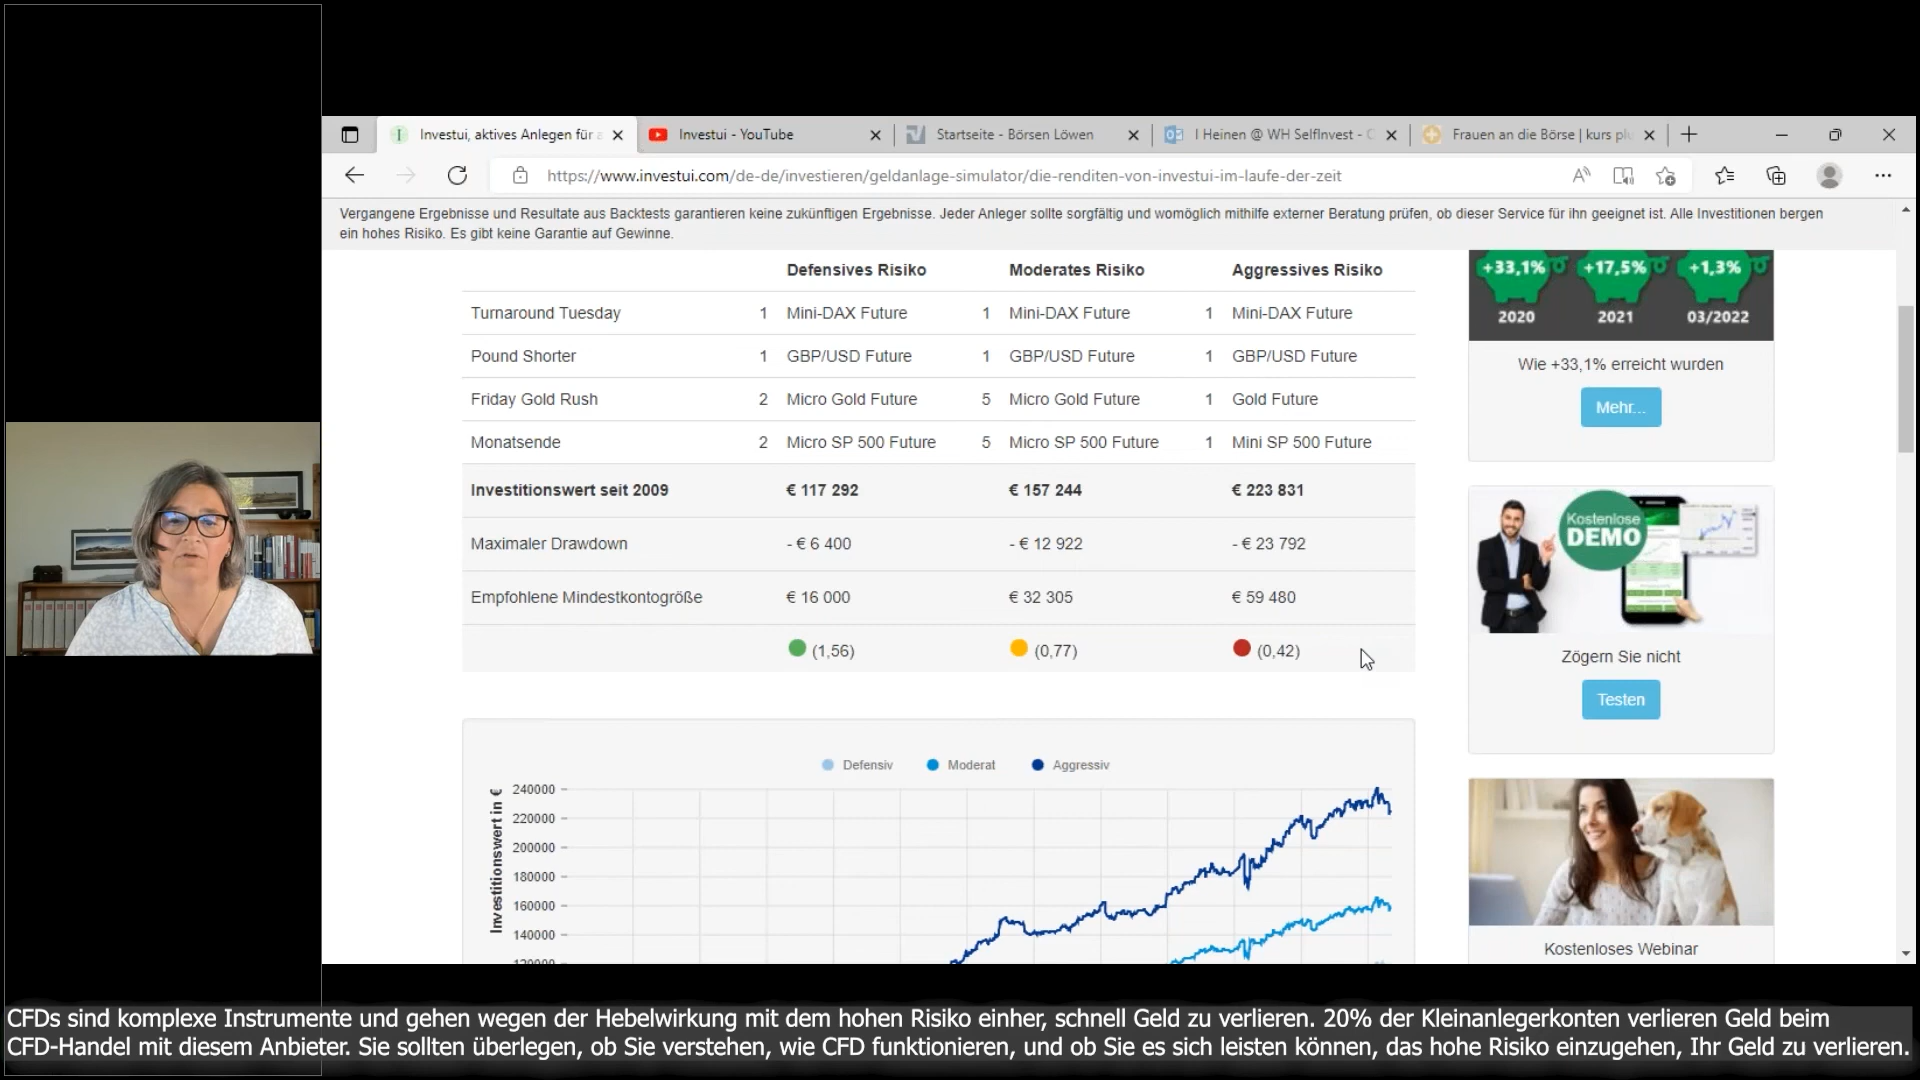 Investui, aktives Anlegen für a
Investui - YouTube
Startseite - Börsen Löwen
I Heinen @ WH SelfInvest - C
Frauen an die Börse | kurs plu
https://www.investui.com/de-de/investieren/geldanlage-simulator/die-renditen-von-investui-im-laufe-der-zeit
Vergangene Ergebnisse und Resultate aus Backtests garantieren keine zukünftigen Ergebnisse. Jeder Anleger sollte sorgfältig und womöglich mithilfe externer Beratung prüfen, ob dieser Service für ihn geeignet ist. Alle Investitionen bergen
ein hohes Risiko. Es gibt keine Garantie auf Gewinne.
Defensives Risiko Moderates Risiko Aggressives Risiko
Turnaround Tuesday 1 Mini-DAX Future 1 Mini-DAX Future 1 Mini-DAX Future
Pound Shorter 1 GBP/USD Future 1 GBP/USD Future 1 GBP/USD Future
Friday Gold Rush 2 Micro Gold Future 5 Micro Gold Future 1 Gold Future
Monatsende 2 Micro SP 500 Future 5 Micro SP 500 Future 1 Mini SP 500 Future
Investitionswert seit 2009 € 117 292 € 157 244 € 223 831
Maximaler Drawdown - € 6 400 - € 12 922 - € 23 792
Empfohlene Mindestkontogröße € 16 000 € 32 305 € 59 480
(1,56) (0,77) (0,42)
Defensiv Moderat Aggressiv
Investitionswert in €
240000
220000
200000
180000
160000
140000
120000
+33,1% +17,5% +1,3%
2020 2021 03/2022
Wie +33,1% erreicht wurden
Mehr...
Kostenlose
DEMO
Zögern Sie nicht
Testen
Kostenloses Webinar
CFDs sind komplexe Instrumente und gehen wegen der Hebelwirkung mit dem hohen Risiko einher, schnell Geld zu verlieren. 20% der Kleinanlegerkonten verlieren Geld beim
CFD-Handel mit diesem Anbieter. Sie sollten überlegen, ob Sie verstehen, wie CFD funktionieren, und ob Sie es sich leisten können, das hohe Risiko einzugehen, Ihr Geld zu verlieren.